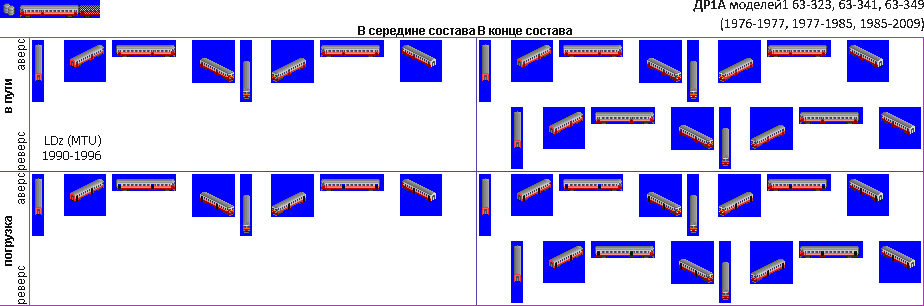 ДР1А моделей1 63-323, 63-341, 63-349
(1976-1977, 1977-1985, 1985-2009)
В середине состава В конце состава
в пути
аверс
реверс
LDz (MTU)
1990-1996
погрузка
аверс
реверс